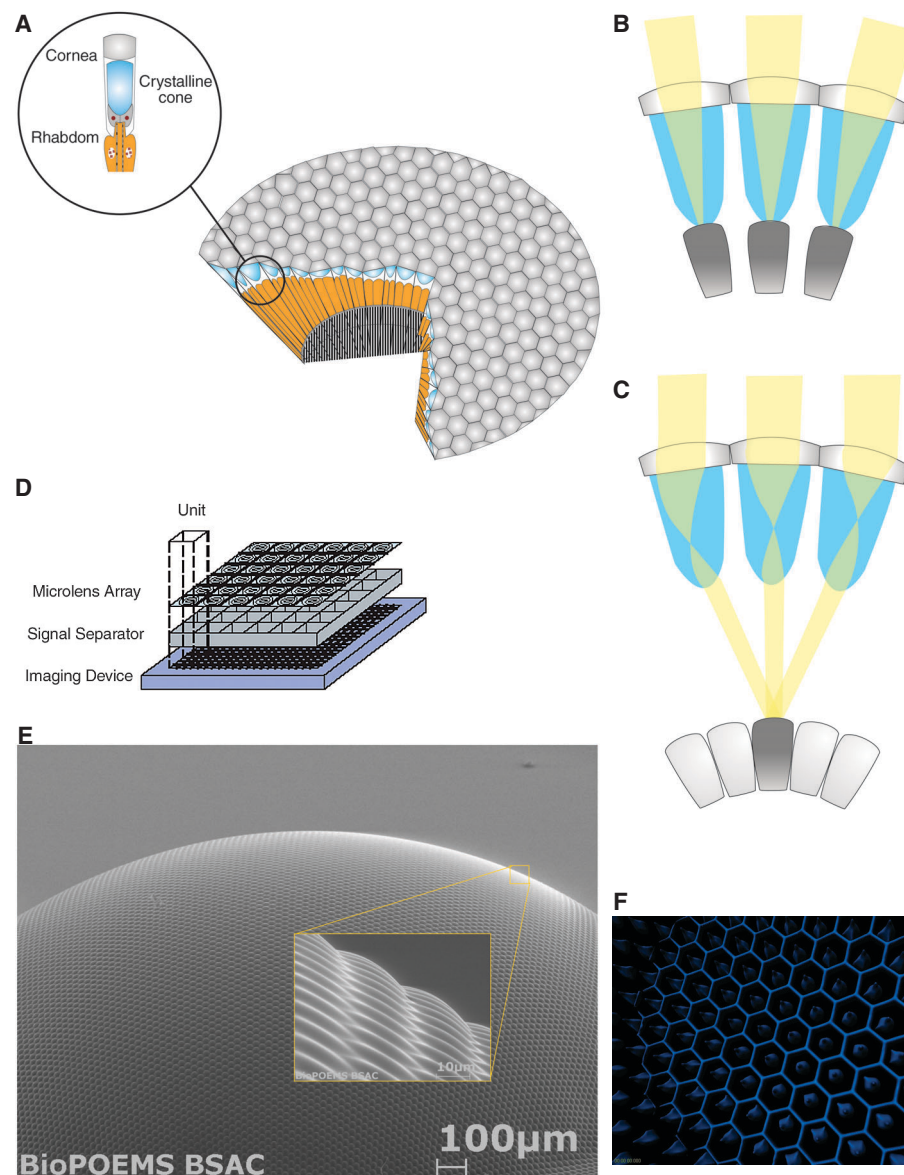 A
Cornea
Crystalline
cone
Rhabdom
B
C
D
Unit
Microlens Array
Signal Separator
Imaging Device
E
BioPOEMS BSAC
10µm
100µm
BioPOEMS BSAC
F